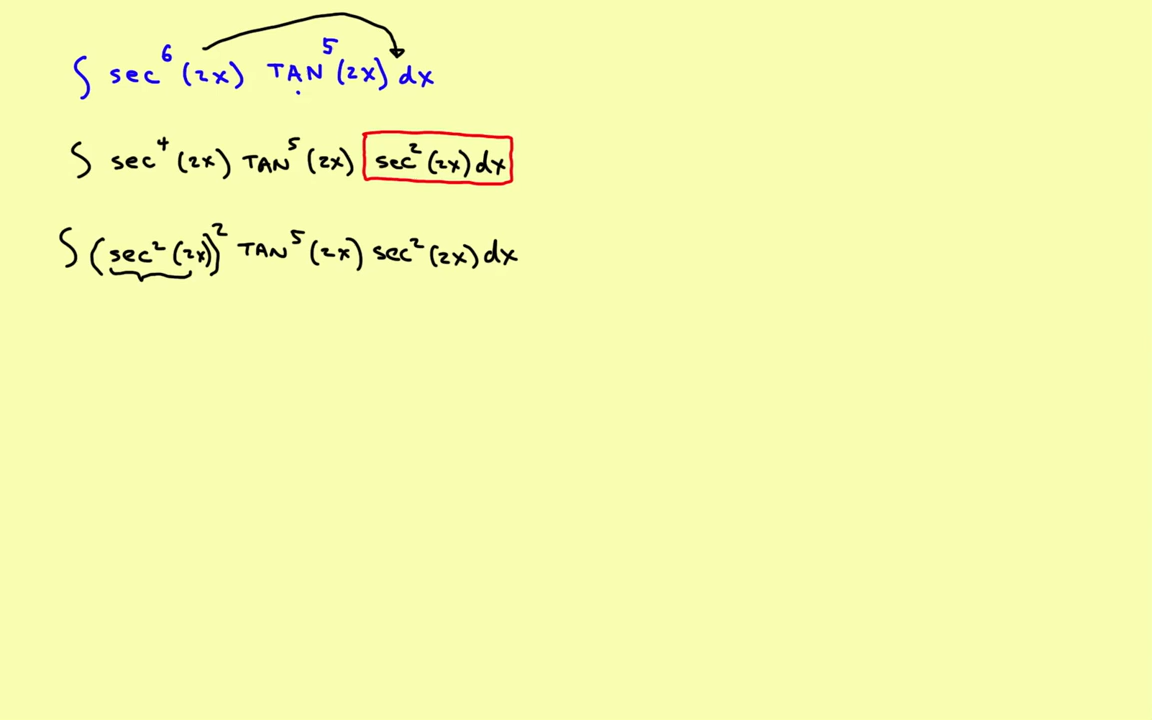 ∫ sec⁶ (2x) TAN⁵ (2x) dx
∫ sec⁴ (2x) TAN⁵ (2x) sec² (2x) dx
∫ (sec² (2x))² TAN⁵ (2x) sec² (2x) dx